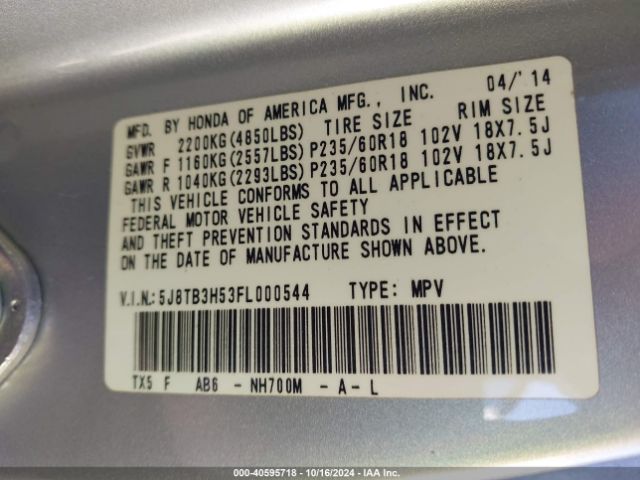 MFD. BY HONDA OF AMERICA MFG., INC. 04/'14
GVWR 2200KG(4850LBS) TIRE SIZE RIM SIZE
GAWR F 1160KG(2557LBS) P235/60R18 102V 18X7.5J
GAWR R 1040KG(2293LBS) P235/60R18 102V 18X7.5J
THIS VEHICLE CONFORMS TO ALL APPLICABLE
FEDERAL MOTOR VEHICLE SAFETY
AND THEFT PREVENTION STANDARDS IN EFFECT
ON THE DATE OF MANUFACTURE SHOWN ABOVE.
V.I.N.: 5J8TB3H53FL000544 TYPE: MPV
TX5 F AB6 - NH700M - A - L
000-40595718 - 10/16/2024 - IAA Inc.